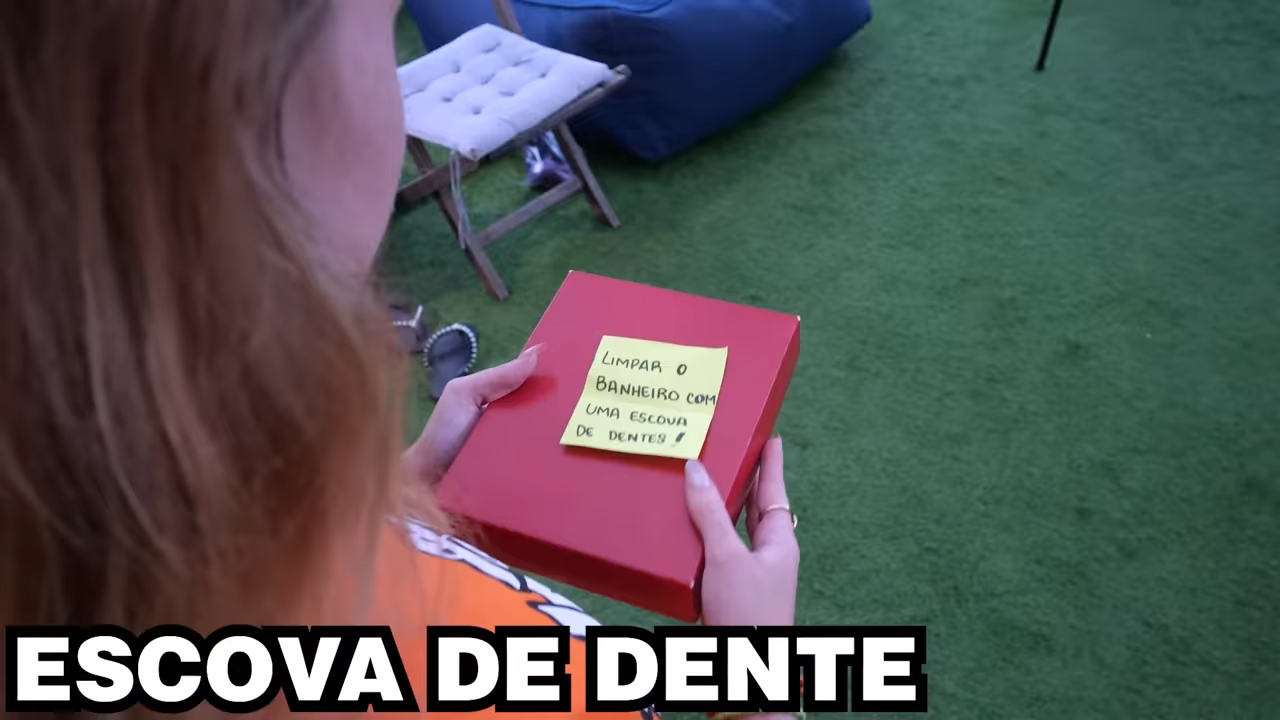 LIMPAR O
BANHEIRO COM
UMA ESCOVA
DE DENTES!
ESCOVA DE DENTE